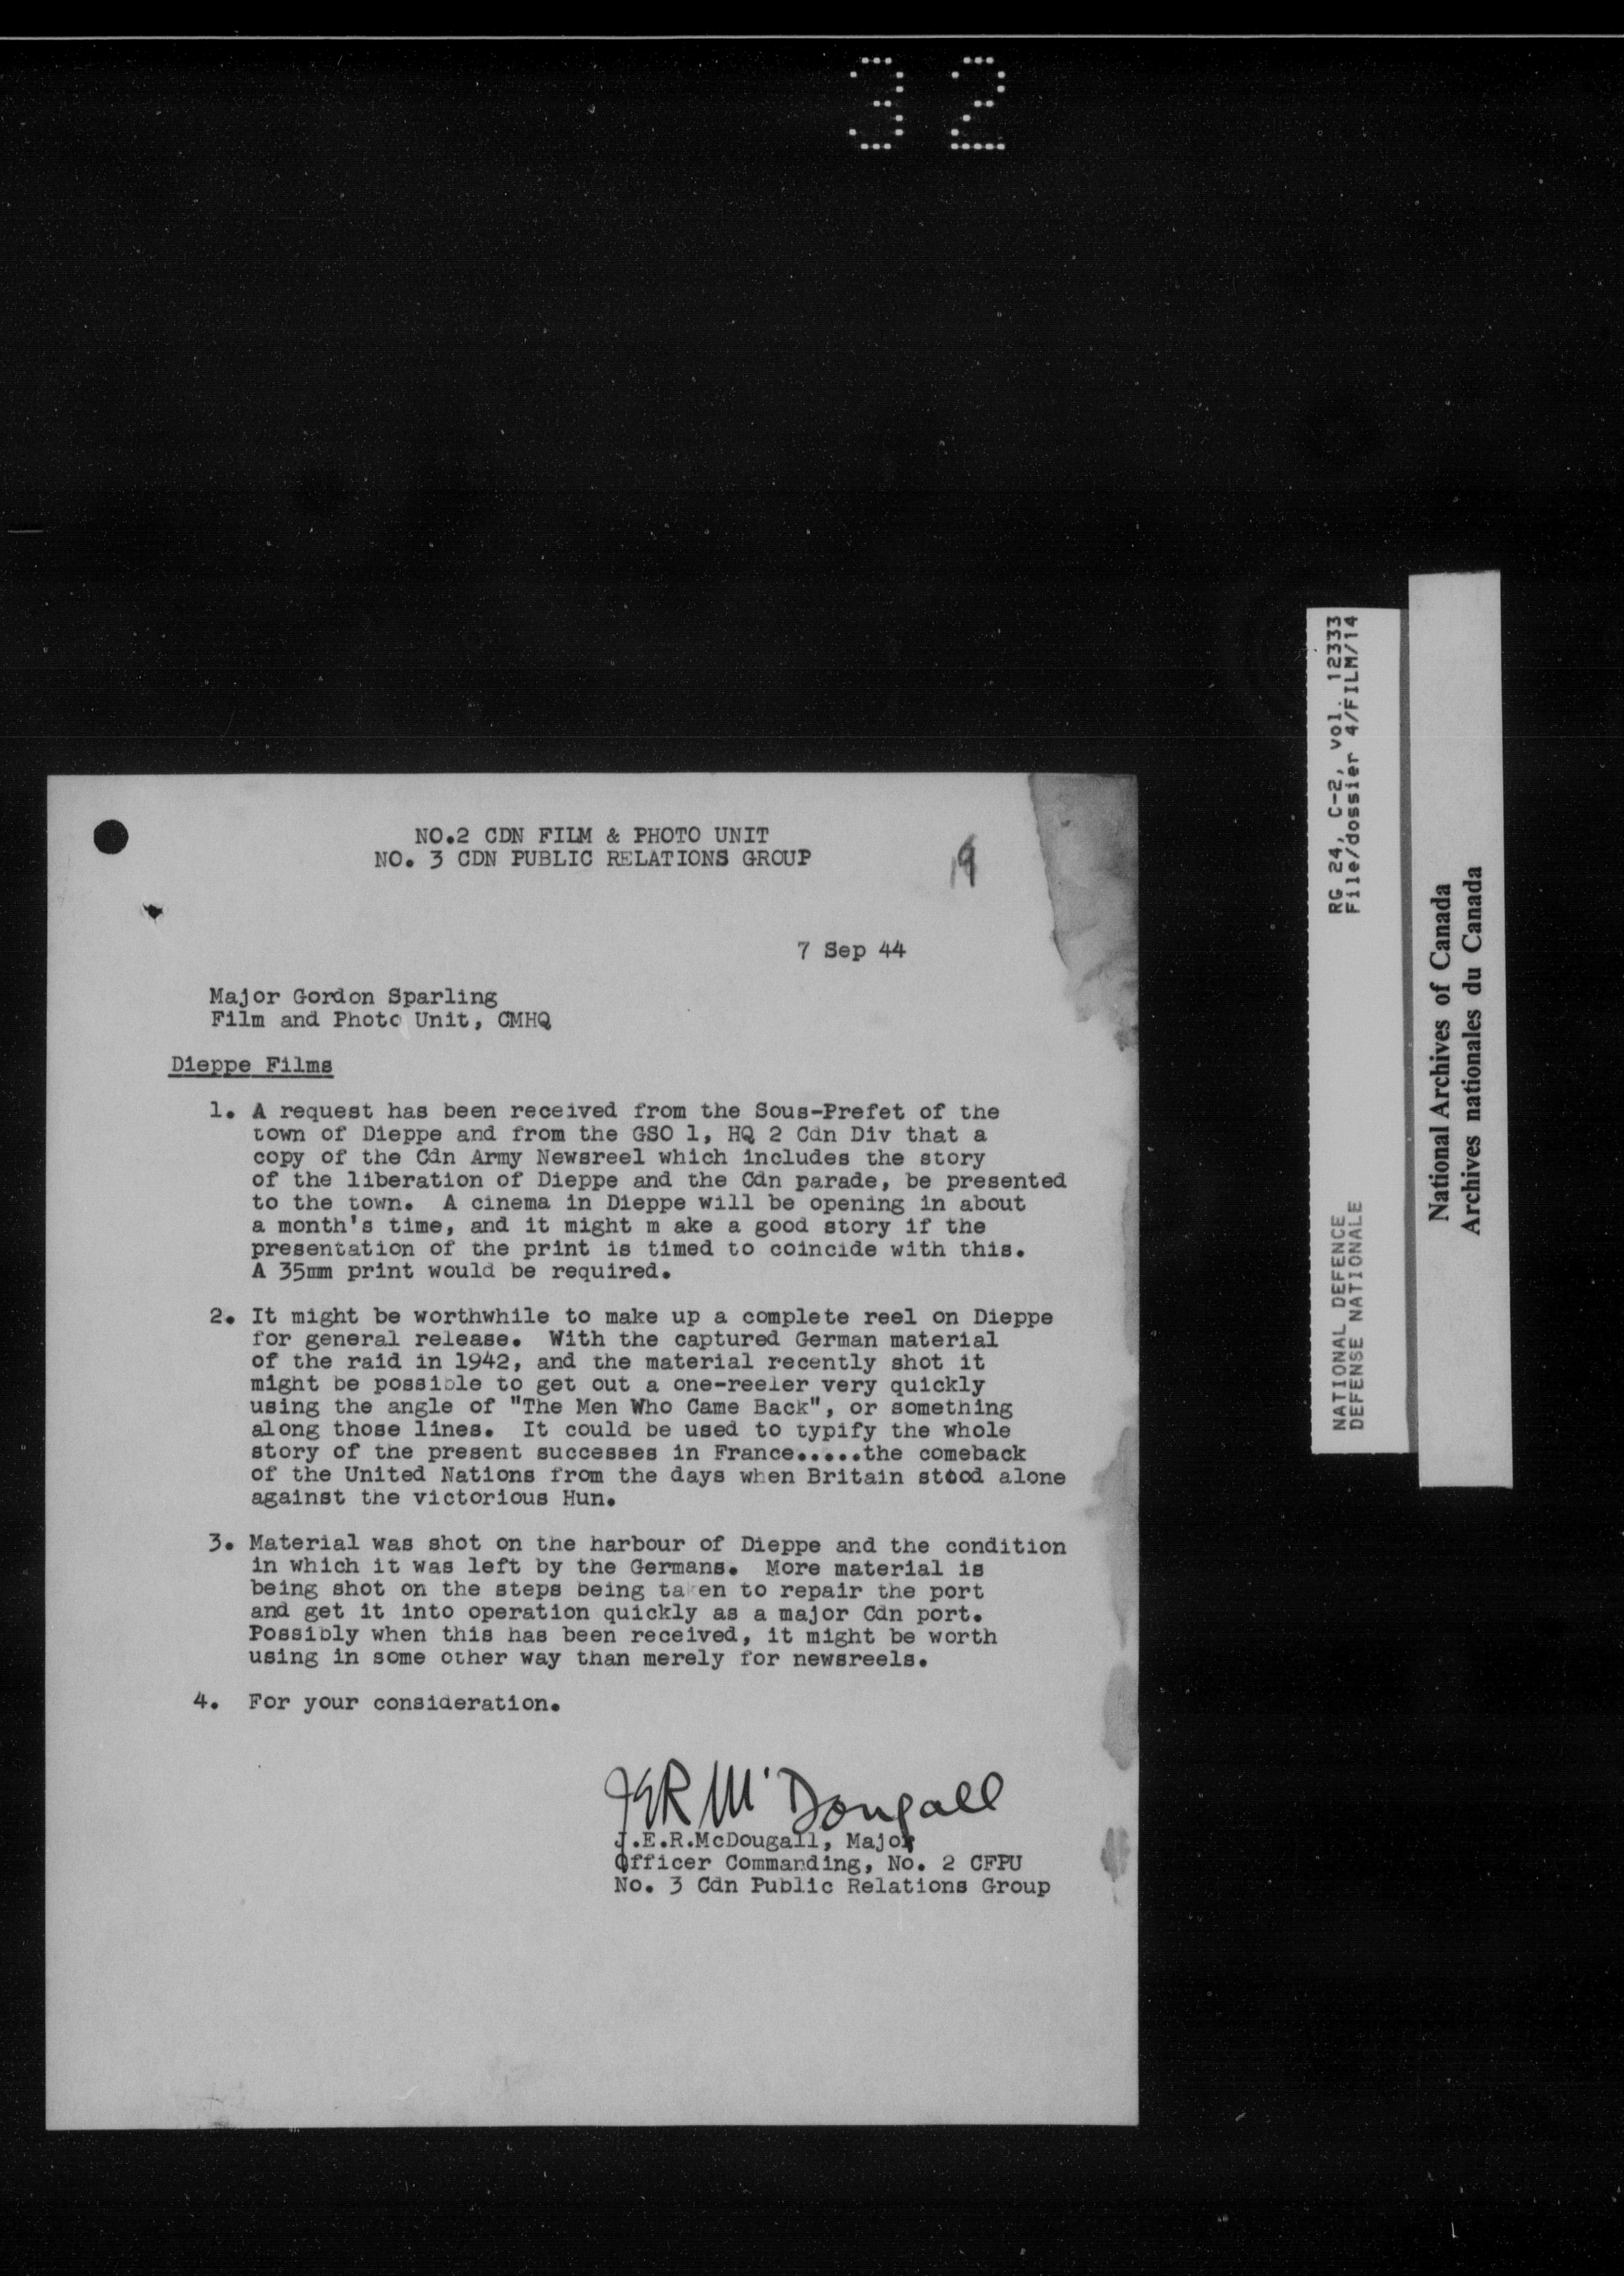 32
NO.2 CDN FILM & PHOTO UNIT
NO. 3 CDN PUBLIC RELATIONS GROUP
19
7 Sep 44
Major Gordon Sparling
Film and Photo Unit, CMHQ
Dieppe Films
1. A request has been received from the Sous-Prefet of the
town of Dieppe and from the GSO 1, HQ 2 Cdn Div that a
copy of the Cdn Army Newsreel which includes the story
of the liberation of Dieppe and the Cdn parade, be presented
to the town. A cinema in Dieppe will be opening in about
a month's time, and it might m ake a good story if the
presentation of the print is timed to coincide with this.
A 35mm print would be required.
2. It might be worthwhile to make up a complete reel on Dieppe
for general release. With the captured German material
of the raid in 1942, and the material recently shot it
might be possible to get out a one-reeler very quickly
using the angle of "The Men Who Came Back", or something
along those lines. It could be used to typify the whole
story of the present successes in France.....the comeback
of the United Nations from the days when Britain stood alone
against the victorious Hun.
3. Material was shot on the harbour of Dieppe and the condition
in which it was left by the Germans. More material is
being shot on the steps being taken to repair the port
and get it into operation quickly as a major Cdn port.
Possibly when this has been received, it might be worth
using in some other way than merely for newsreels.
4. For your consideration.
JER McDougall
J.E.R.McDougall, Major
Officer Commanding, No. 2 CFPU
No. 3 Cdn Public Relations Group
NATIONAL DEFENCE RG 24, C-2, vol. 12333
DEFENSE NATIONALE File/dossier 4/FILM/14
National Archives of Canada
Archives nationales du Canada